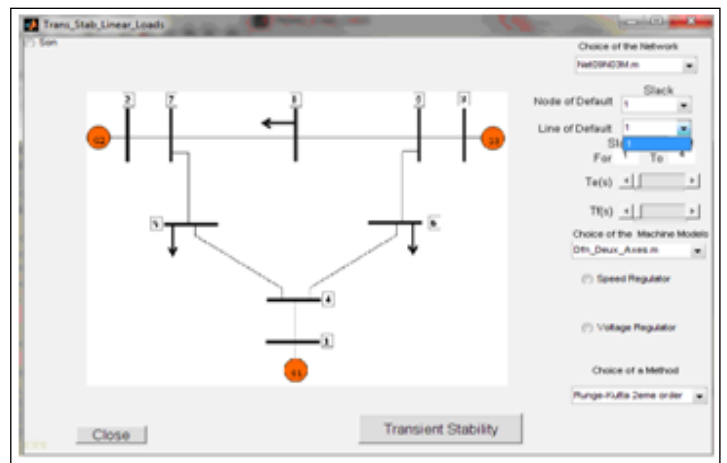 Trans_Stab_Linear_Loads
Son
Choice of the Network
Net09N03M.m
Slack
Node of Default 1
Line of Default 1
1
For 1 To
Te(s)
Tf(s)
Choice of the Machine Models
Dfn_Deux_Axes.m
Speed Regulator
Voltage Regulator
Choice of a Method
Runge-Kutta 2eme order
2 7 8 9
G2
5 6
4
1
G1
Close
Transient Stability